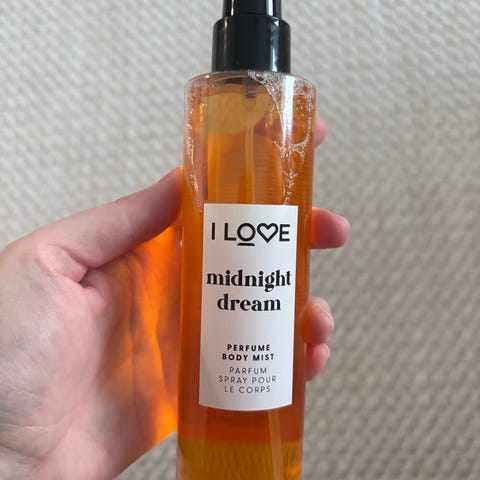 I LOVE
midnight
dream
PERFUME
BODY MIST
PARFUM
SPRAY POUR
LE CORPS